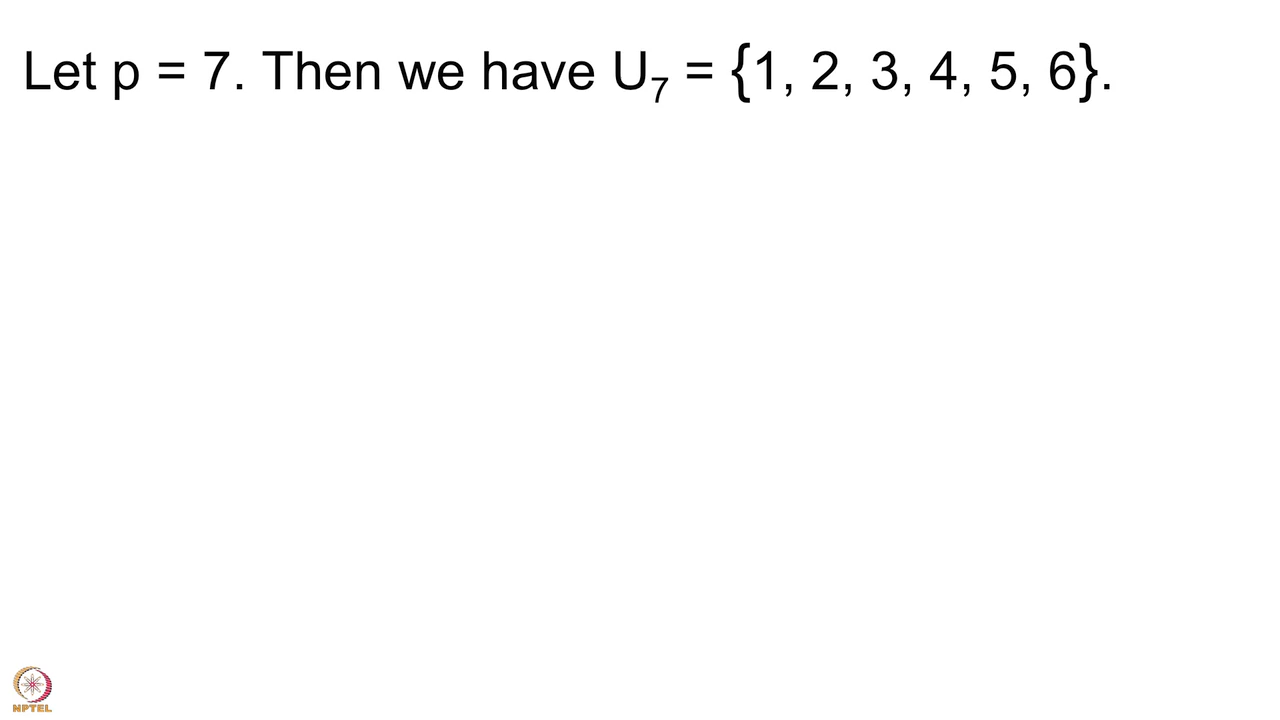 Let p = 7. Then we have U₇ = {1, 2, 3, 4, 5, 6}.
NPTEL